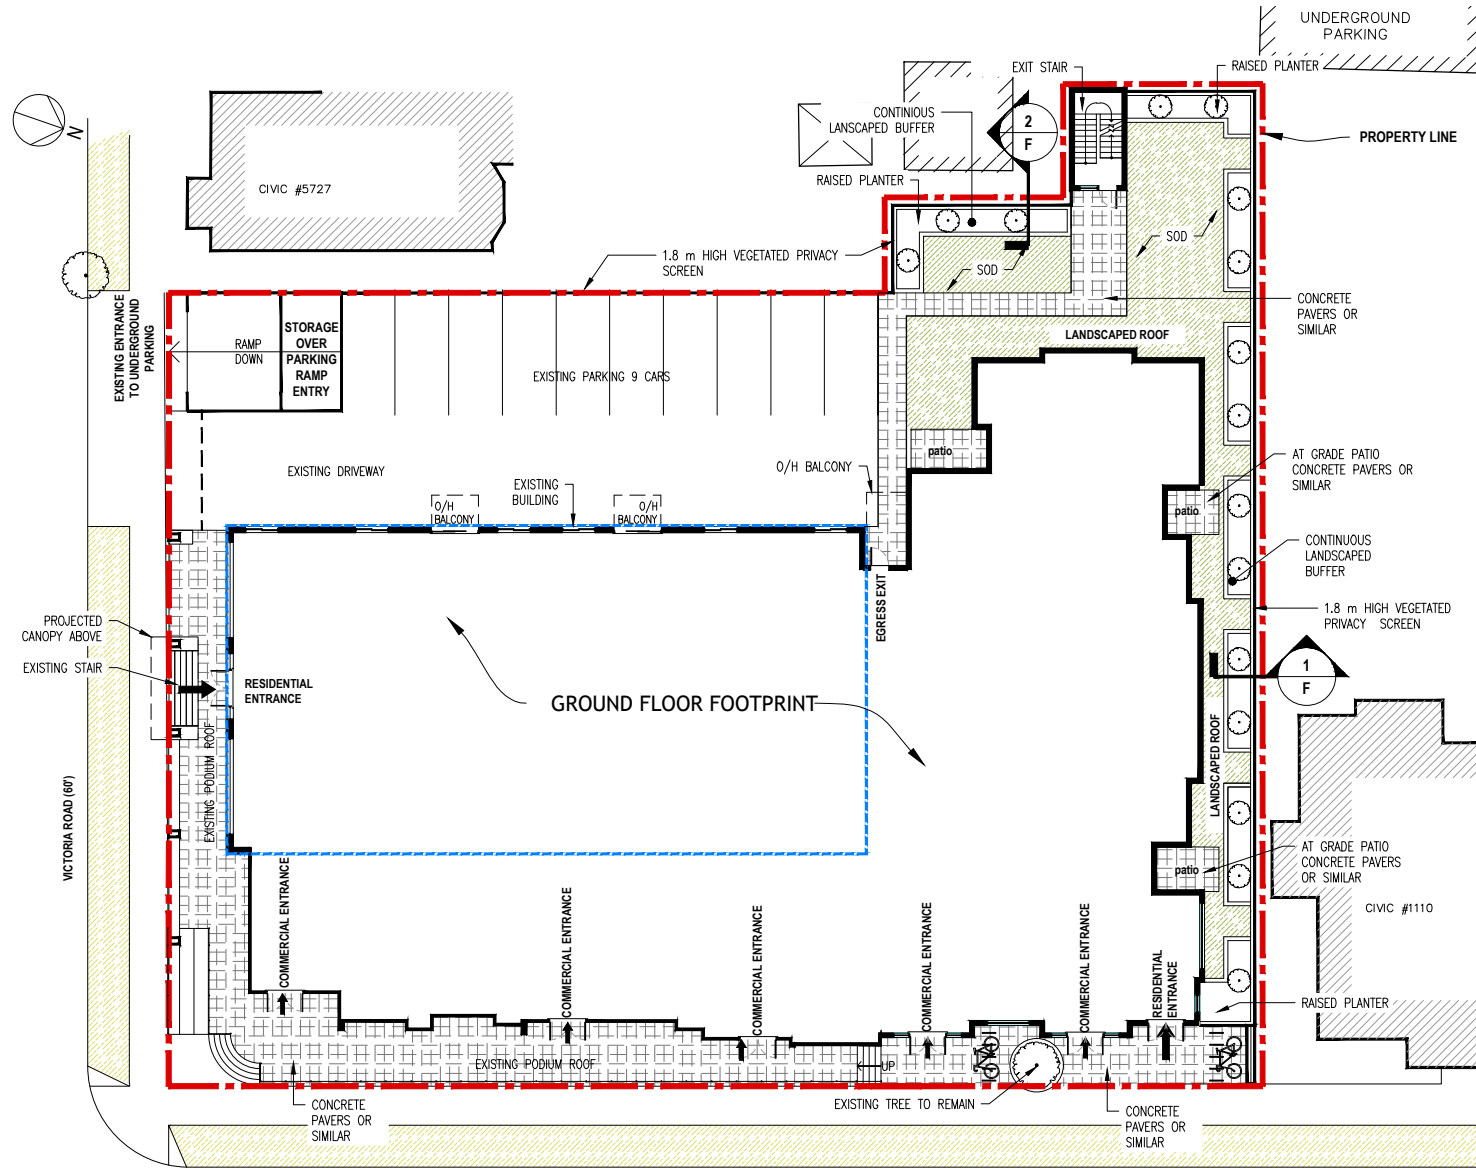 UNDERGROUND
PARKING
EXIT STAIR
RAISED PLANTER
N
CONTINIOUS
LANSCAPED BUFFER
2
F
PROPERTY LINE
CIVIC #5727
RAISED PLANTER
SOD
1.8 m HIGH VEGETATED PRIVACY
SCREEN
SOD
EXISTING ENTRANCE
TO UNDERGROUND
PARKING
CONCRETE
PAVERS OR
SIMILAR
RAMP
DOWN
STORAGE
OVER
PARKING
RAMP
ENTRY
LANDSCAPED ROOF
EXISTING PARKING 9 CARS
patio
AT GRADE PATIO
CONCRETE PAVERS OR
SIMILAR
EXISTING DRIVEWAY
O/H BALCONY
EXISTING
BUILDING
O/H
BALCONY
O/H
BALCONY
patio
CONTINUOUS
LANDSCAPED
BUFFER
EGRESS EXIT
1.8 m HIGH VEGETATED
PRIVACY SCREEN
PROJECTED
CANOPY ABOVE
EXISTING STAIR
RESIDENTIAL
ENTRANCE
GROUND FLOOR FOOTPRINT
1
F
EXISTING PODIUM ROOF
LANDSCAPED ROOF
VICTORIA ROAD (60')
AT GRADE PATIO
CONCRETE PAVERS
OR SIMILAR
patio
CIVIC #1110
COMMERCIAL ENTRANCE
COMMERCIAL ENTRANCE
COMMERCIAL ENTRANCE
COMMERCIAL ENTRANCE
COMMERCIAL ENTRANCE
RESIDENTIAL
ENTRANCE
RAISED PLANTER
EXISTING PODIUM ROOF
UP
EXISTING TREE TO REMAIN
CONCRETE
PAVERS OR
SIMILAR
CONCRETE
PAVERS OR
SIMILAR